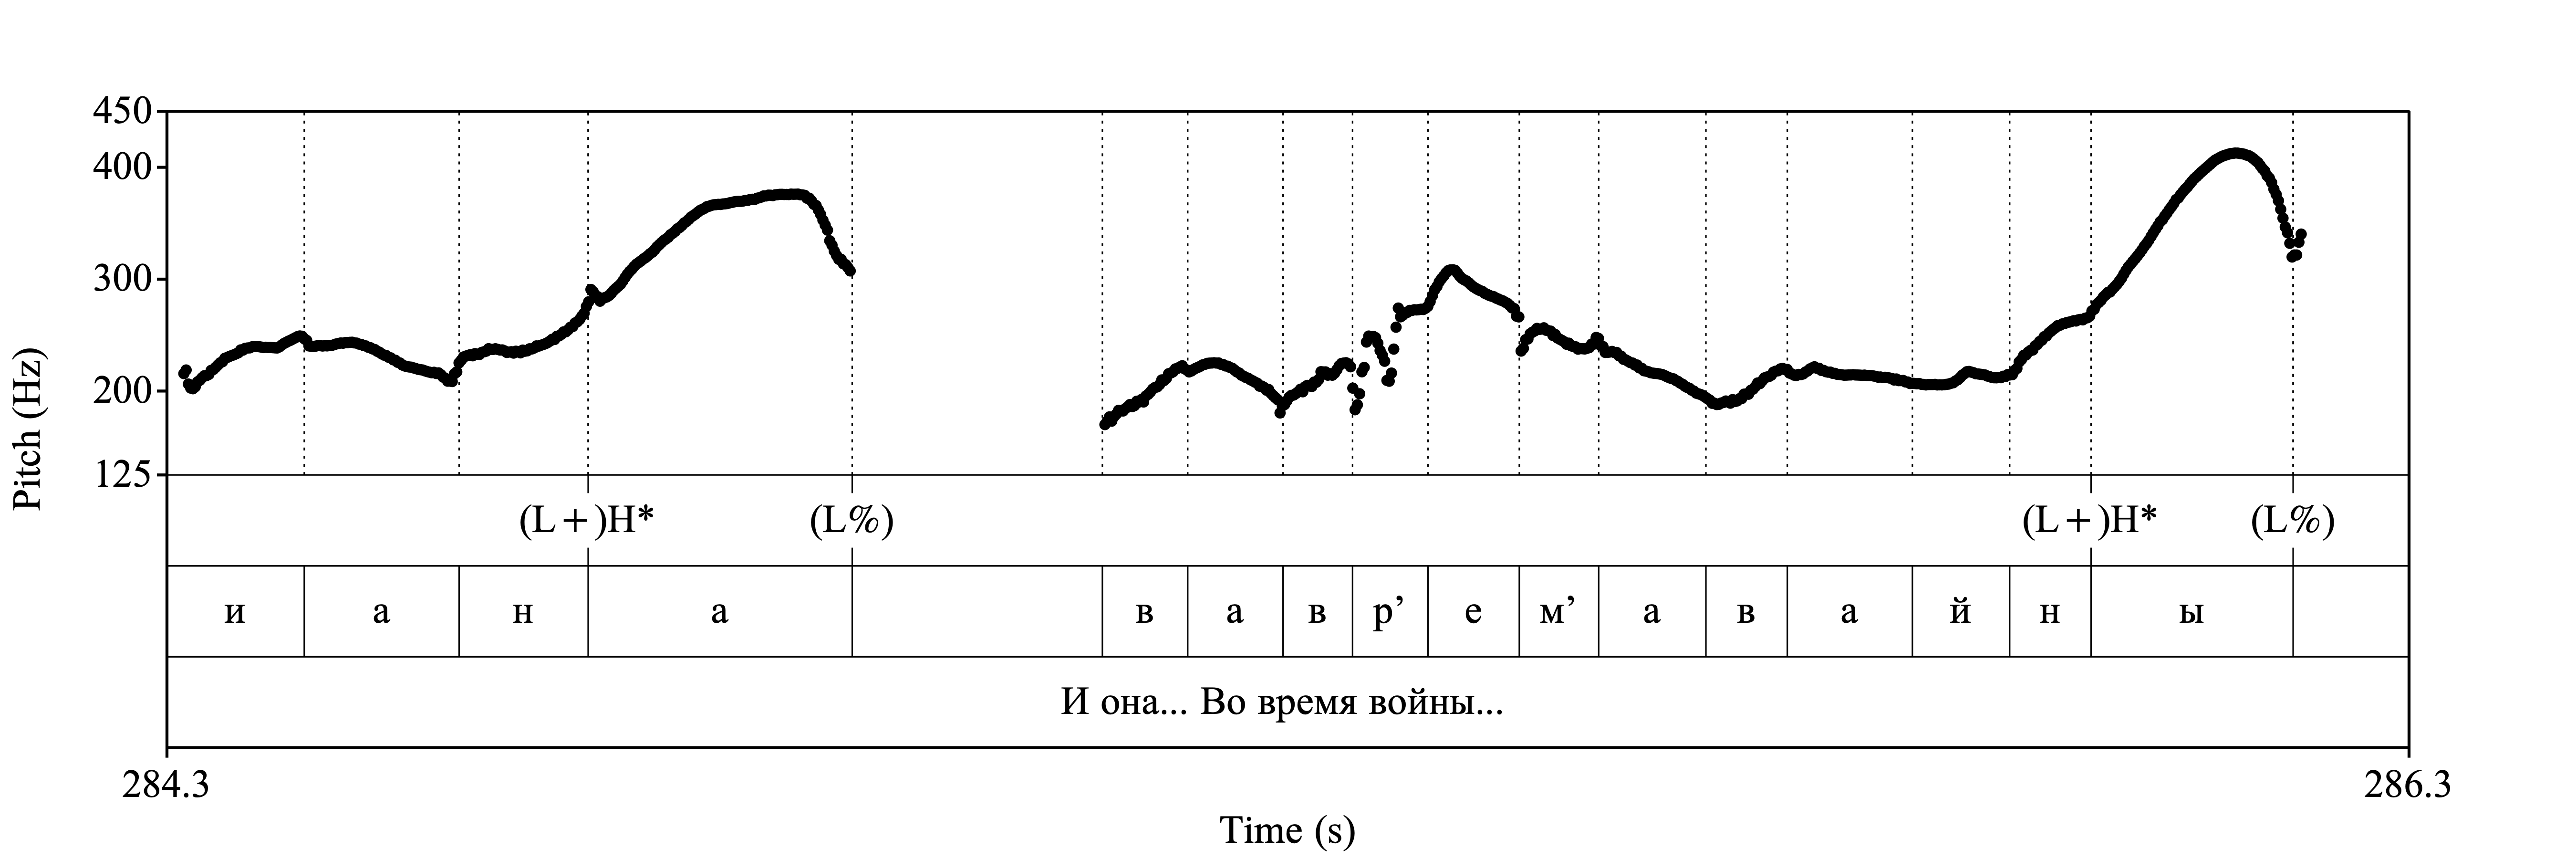 450
400
300
200
125
Pitch (Hz)
(L+)H* (L%) (L+)H* (L%)
и а н а в а в р’ е м’ а в а й н ы
И она... Во время войны...
284.3 286.3
Time (s)